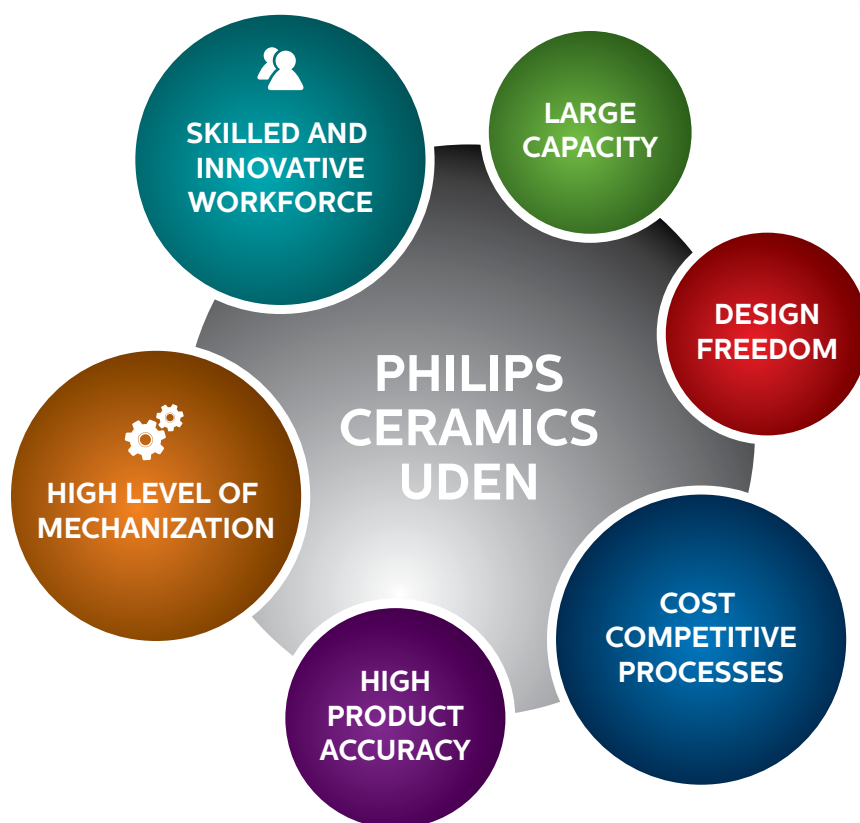 SKILLED AND
INNOVATIVE
WORKFORCE
LARGE
CAPACITY
DESIGN
FREEDOM
PHILIPS
CERAMICS
UDEN
HIGH LEVEL OF
MECHANIZATION
COST
COMPETITIVE
PROCESSES
HIGH
PRODUCT
ACCURACY